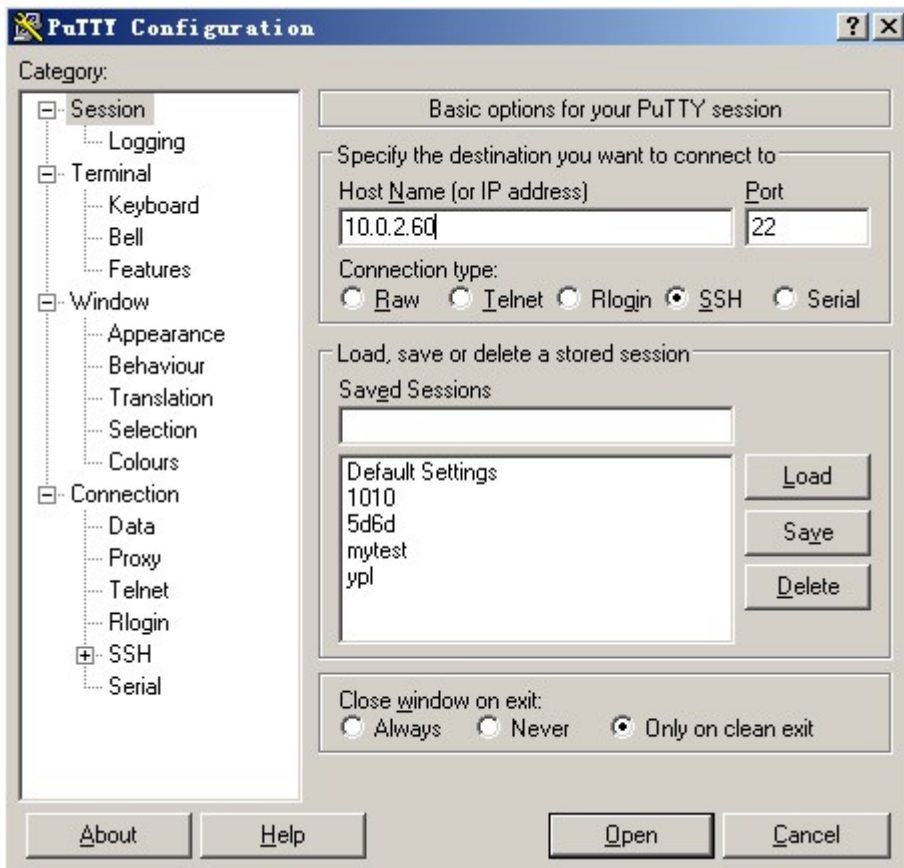 PuTTY Configuration
Category:
Session
Logging
Terminal
Keyboard
Bell
Features
Window
Appearance
Behaviour
Translation
Selection
Colours
Connection
Data
Proxy
Telnet
Rlogin
SSH
Serial
Basic options for your PuTTY session
Specify the destination you want to connect to
Host Name (or IP address) Port
10.0.2.60 22
Connection type:
Raw Telnet Rlogin SSH Serial
Load, save or delete a stored session
Saved Sessions
Default Settings
1010
5d6d
mytest
ypl
Load
Save
Delete
Close window on exit:
Always Never Only on clean exit
About Help Open Cancel